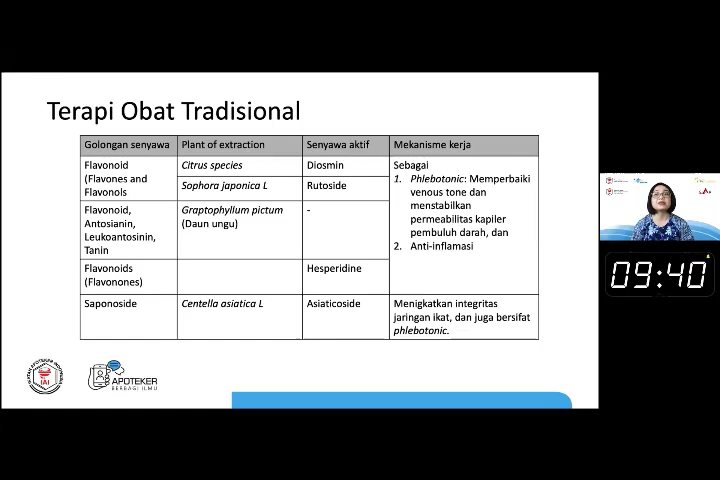 Terapi Obat Tradisional
Golongan senyawa Plant of extraction Senyawa aktif Mekanisme kerja
Flavonoid
(Flavones and
Flavonols
Citrus species
Diosmin
Sophora japonica L
Rutoside
Sebagai
1. Phlebotonic: Memperbaiki
venous tone dan
menstabilkan
permeabilitas kapiler
pembuluh darah, dan
2. Anti-inflamasi
Flavonoid,
Antosianin,
Leukoantosinin,
Tanin
Graptophyllum pictum
(Daun ungu)
-
Flavonoids
(Flavonones)
Hesperidine
Saponoside
Centella asiatica L
Asiaticoside
Menigkatkan integritas
jaringan ikat, dan juga bersifat
phlebotonic.
IAI
APOTEKER
BERBAGI ILMU
09:40